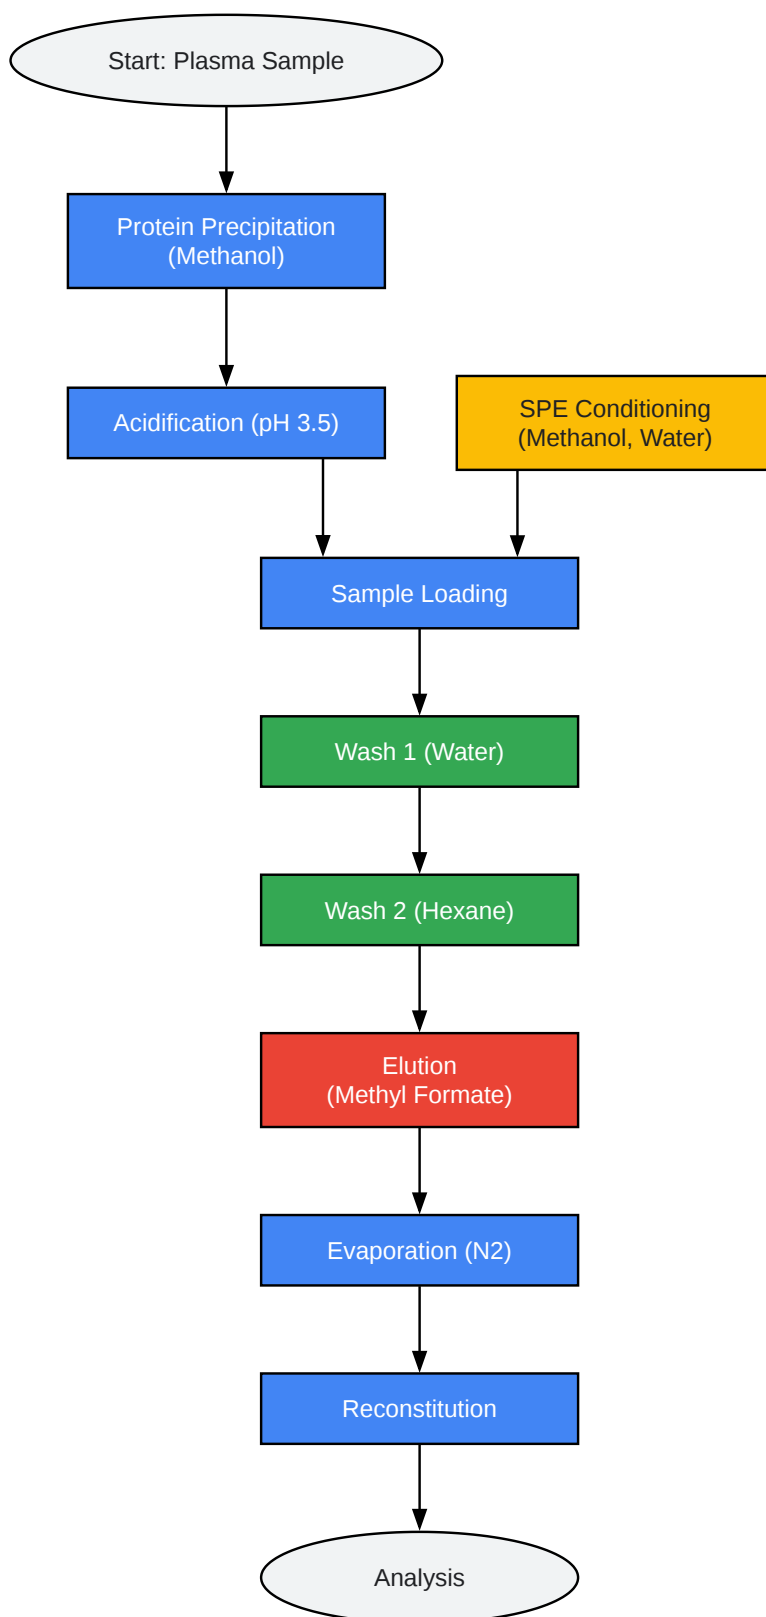 Start: Plasma Sample
Protein Precipitation
(Methanol)
Acidification (pH 3.5)
SPE Conditioning
(Methanol, Water)
Sample Loading
Wash 1 (Water)
Wash 2 (Hexane)
Elution
(Methyl Formate)
Evaporation (N2)
Reconstitution
Analysis